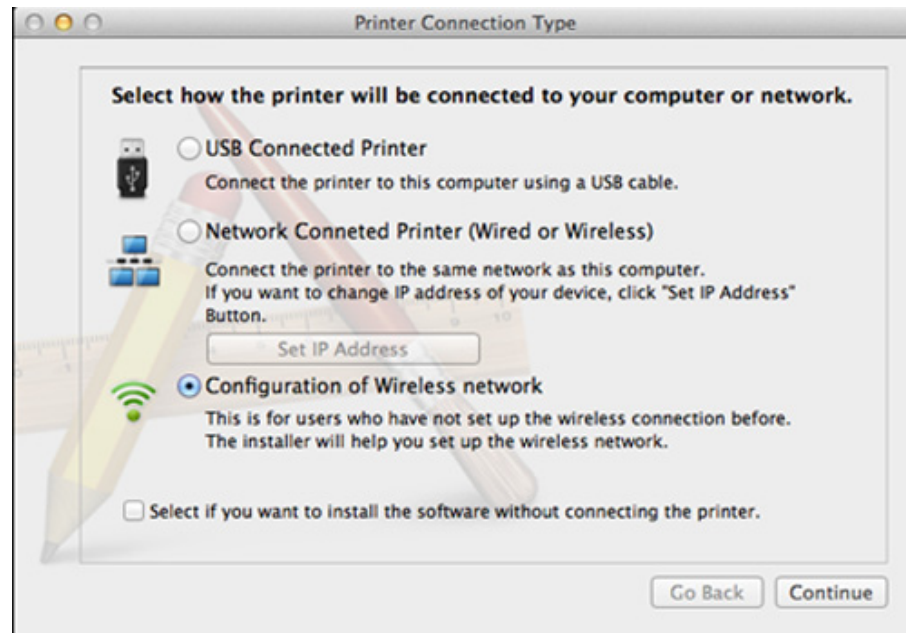 Printer Connection Type
Select how the printer will be connected to your computer or network.
USB Connected Printer
Connect the printer to this computer using a USB cable.
Network Conneted Printer (Wired or Wireless)
Connect the printer to the same network as this computer.
If you want to change IP address of your device, click "Set IP Address"
Button.
Set IP Address
Configuration of Wireless network
This is for users who have not set up the wireless connection before.
The installer will help you set up the wireless network.
Select if you want to install the software without connecting the printer.
Go Back
Continue